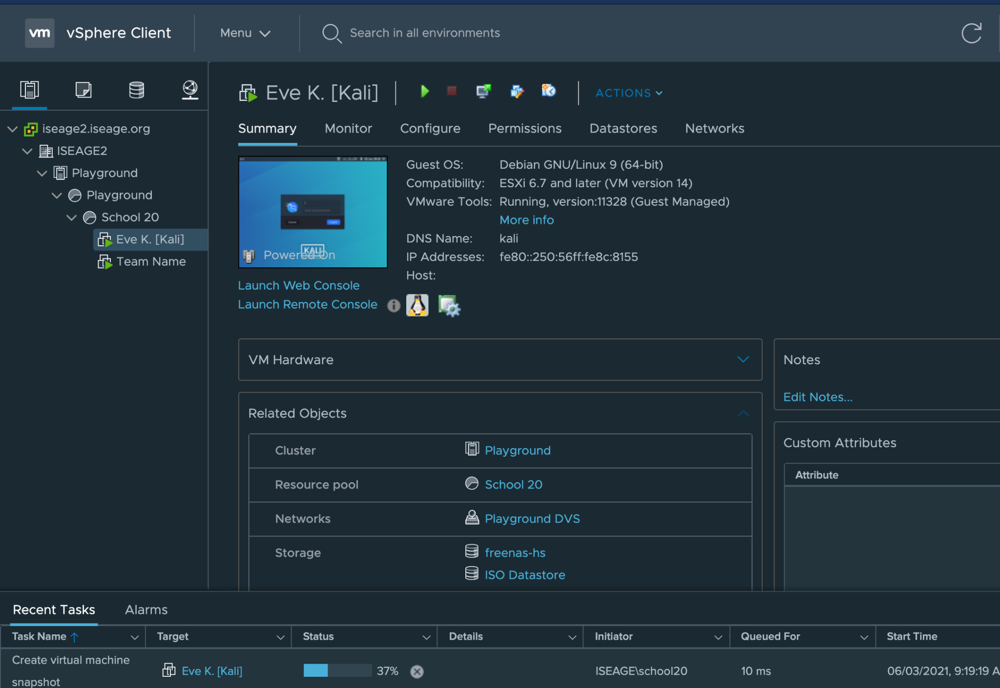 vm vSphere Client Menu Search in all environments
Eve K. [Kali] ACTIONS
iseage2.iseage.org
ISEAGE2
Playground
Playground
School 20
Eve K. [Kali]
Team Name
Summary Monitor Configure Permissions Datastores Networks
KALI
Powered On
Launch Web Console
Launch Remote Console
Guest OS: Debian GNU/Linux 9 (64-bit)
Compatibility: ESXi 6.7 and later (VM version 14)
VMware Tools: Running, version:11328 (Guest Managed)
More info
DNS Name: kali
IP Addresses: fe80::250:56ff:fe8c:8155
Host:
VM Hardware
Related Objects
Cluster Playground
Resource pool School 20
Networks Playground DVS
Storage freenas-hs
ISO Datastore
Notes
Edit Notes...
Custom Attributes
Attribute
Recent Tasks Alarms
Task Name Target Status Details Initiator Queued For Start Time
Create virtual machine
snapshot
Eve K. [Kali] 37% ISEAGE\school20 10 ms 06/03/2021, 9:19:19 A